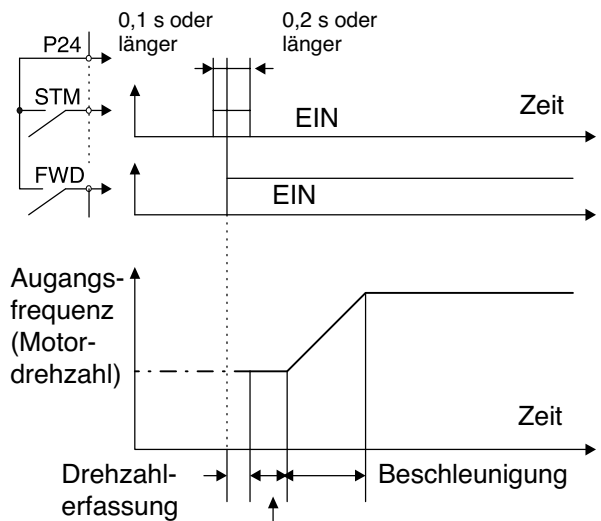 0,1 s oder
länger
0,2 s oder
länger
P24
STM
EIN
Zeit
FWD
EIN
Augangs-
frequenz
(Motor-
drehzahl)
Zeit
Drehzahl-
erfassung
Beschleunigung